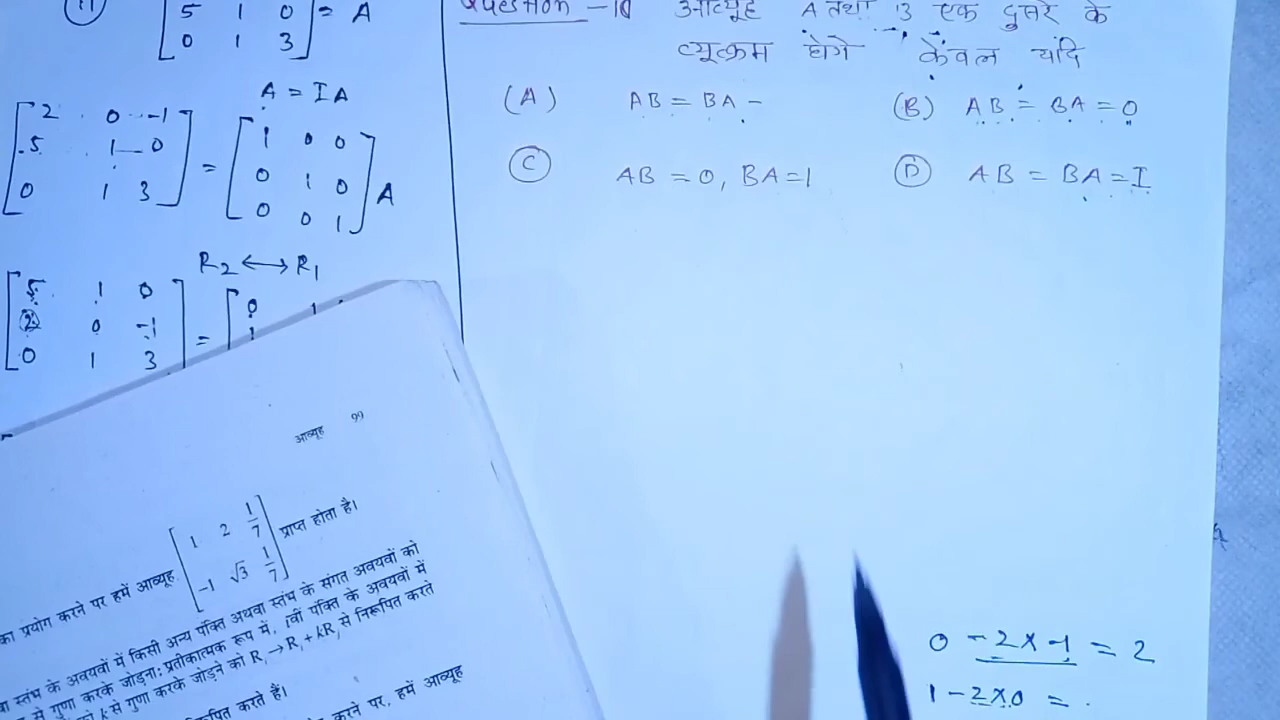 5 1 0 = A
0 1 3
A = IA
2 0 -1
5 1 0
0 1 3
=
1 0 0
0 1 0
0 0 1
A
R₂ ↔ R₁
5 1 0
2 0 -1
0 1 3
=
0 1
1
Question - 18 आव्यूह A तथा B एक दुसरे के
व्यूत्क्रम होगे केवल यदि
(A) AB = BA -
(B) AB = BA = 0
(C) AB = 0, BA = 1
(D) AB = BA = I
आव्यूह 99
का प्रयोग करने पर हमें आव्यूह
1 2 1/7
-1 √3 1/7
प्राप्त होता है।
के अवयवों में किसी अन्य पंक्ति अथवा स्तंभ के संगत अवयवों को
से गुणा करके जोड़ना: प्रतीकात्मक रूप में, iवीं पंक्ति के अवयवों में
k से गुणा करके जोड़ने को Rᵢ → Rᵢ + kRⱼ से निरूपित करते
करते हैं।
करने पर, हमें आव्यूह
0 - 2 × -1 = 2
1 - 2 × 0 =